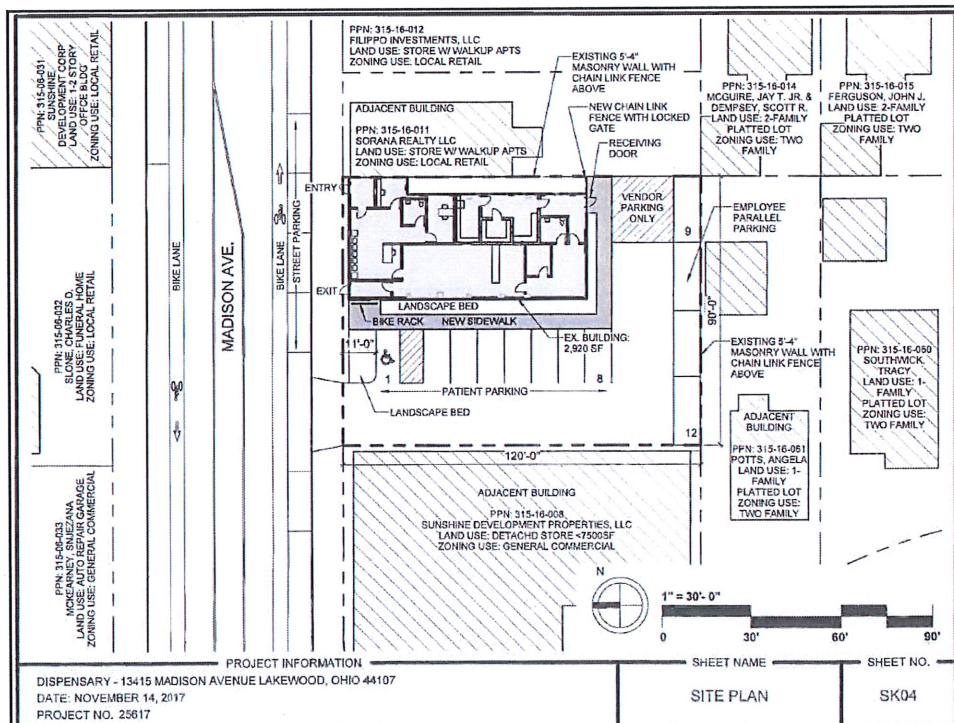 PPN: 315-06-031
SUNSHINE
DEVELOPMENT CORP
LAND USE: 1-2 STORY
OFFCE BLDG
ZONING USE: LOCAL RETAIL
PPN: 315-16-012
FILIPPO INVESTMENTS, LLC
LAND USE: STORE W/ WALKUP APTS
ZONING USE: LOCAL RETAIL
EXISTING 5'-4"
MASONRY WALL WITH
CHAIN LINK FENCE
ABOVE
NEW CHAIN LINK
FENCE WITH LOCKED
GATE
RECEIVING
DOOR
PPN: 315-16-014
MCGUIRE, JAY T. JR. &
DEMPSEY, SCOTT R.
LAND USE: 2-FAMILY
PLATTED LOT
ZONING USE: TWO
FAMILY
PPN: 315-16-015
FERGUSON, JOHN J.
LAND USE: 2-FAMILY
PLATTED LOT
ZONING USE: TWO
FAMILY
ADJACENT BUILDING
PPN: 315-16-011
SORANA REALTY LLC
LAND USE: STORE W/ WALKUP APTS
ZONING USE: LOCAL RETAIL
ENTRY
VENDOR
PARKING
ONLY
EMPLOYEE
PARALLEL
PARKING
9
BIKE LANE
MADISON AVE.
BIKE LANE
STREET PARKING
EXIT
LANDSCAPE BED
BIKE RACK
NEW SIDEWALK
EX. BUILDING:
2,920 SF
90'-0"
11'-0"
1
PATIENT PARKING
8
LANDSCAPE BED
EXISTING 5'-4"
MASONRY WALL WITH
CHAIN LINK FENCE
ABOVE
12
120'-0"
PPN: 315-06-032
SLONE, CHARLES D.
LAND USE: FUNERAL HOME
ZONING USE: LOCAL RETAIL
PPN: 315-16-060
SOUTHWICK,
TRACY
LAND USE: 1-
FAMILY
PLATTED LOT
ZONING USE:
TWO FAMILY
ADJACENT
BUILDING
PPN: 315-16-061
POTTS, ANGELA
LAND USE: 1-
FAMILY
PLATTED LOT
ZONING USE:
TWO FAMILY
PPN: 315-06-033
MCKEARNEY, SNJEZANA
LAND USE: AUTO REPAIR GARAGE
ZONING USE: GENERAL COMMERCIAL
ADJACENT BUILDING
PPN: 315-16-008
SUNSHINE DEVELOPMENT PROPERTIES, LLC
LAND USE: DETACHD STORE <7500SF
ZONING USE: GENERAL COMMERCIAL
N
1" = 30'- 0"
0 30' 60' 90'
PROJECT INFORMATION
DISPENSARY - 13415 MADISON AVENUE LAKEWOOD, OHIO 44107
DATE: NOVEMBER 14, 2017
PROJECT NO. 25617
SHEET NAME
SITE PLAN
SHEET NO.
SK04